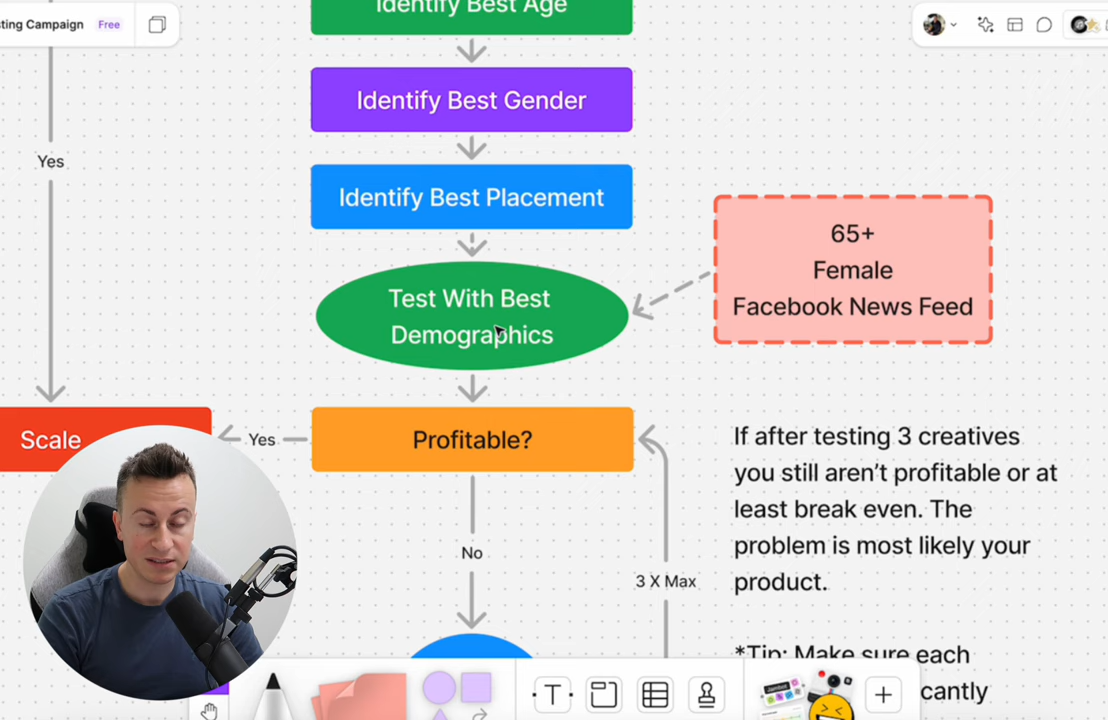 sting Campaign Free
Identify Best Age
Identify Best Gender
Yes
Identify Best Placement
65+
Female
Facebook News Feed
Test With Best
Demographics
Scale
Yes
Profitable?
If after testing 3 creatives
you still aren’t profitable or at
least break even. The
problem is most likely your
product.
No
3 X Max
*Tip: Make sure each
cantly
T